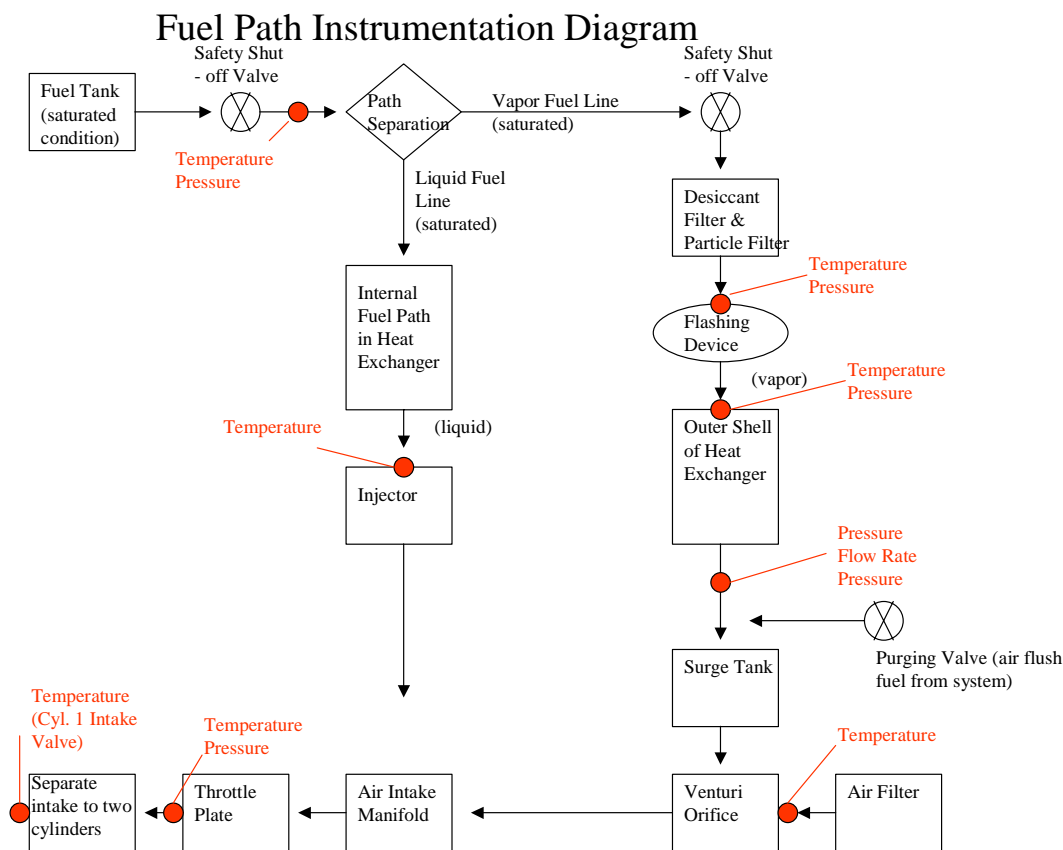 Fuel Path Instrumentation Diagram
Safety Shut
- off Valve
Safety Shut
- off Valve
Fuel Tank
(saturated
condition)
Path
Separation
Vapor Fuel Line
(saturated)
Temperature
Pressure
Liquid Fuel
Line
(saturated)
Desiccant
Filter &
Particle Filter
Temperature
Pressure
Internal
Fuel Path
in Heat
Exchanger
Flashing
Device
(vapor)
Temperature
Pressure
Temperature
(liquid)
Outer Shell
of Heat
Exchanger
Injector
Pressure
Flow Rate
Pressure
Purging Valve (air flush
fuel from system)
Surge Tank
Temperature
(Cyl. 1 Intake
Valve)
Temperature
Pressure
Temperature
Separate
intake to two
cylinders
Throttle
Plate
Air Intake
Manifold
Venturi
Orifice
Air Filter